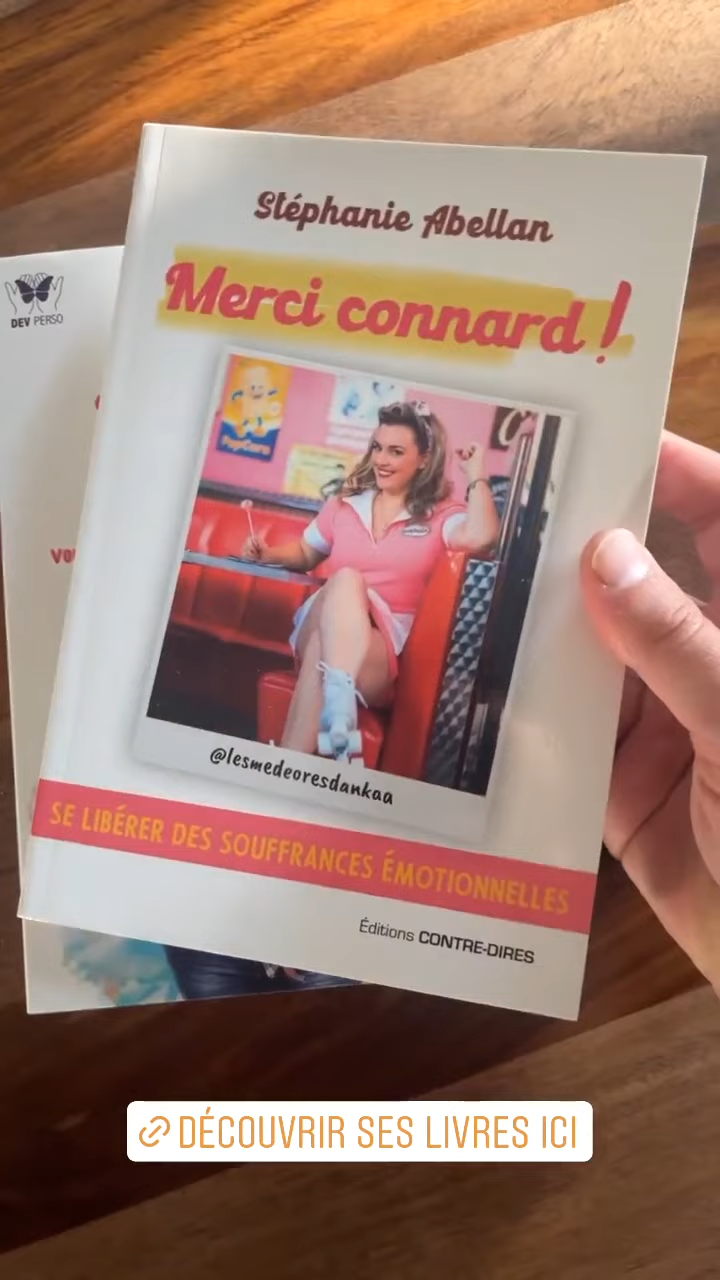 Stéphanie Abellan
Merci connard !
DEV PERSO
PopCorn
@lesmedeoresdankaa
SE LIBÉRER DES SOUFFRANCES ÉMOTIONNELLES
Éditions CONTRE-DIRES
DÉCOUVRIR SES LIVRES ICI